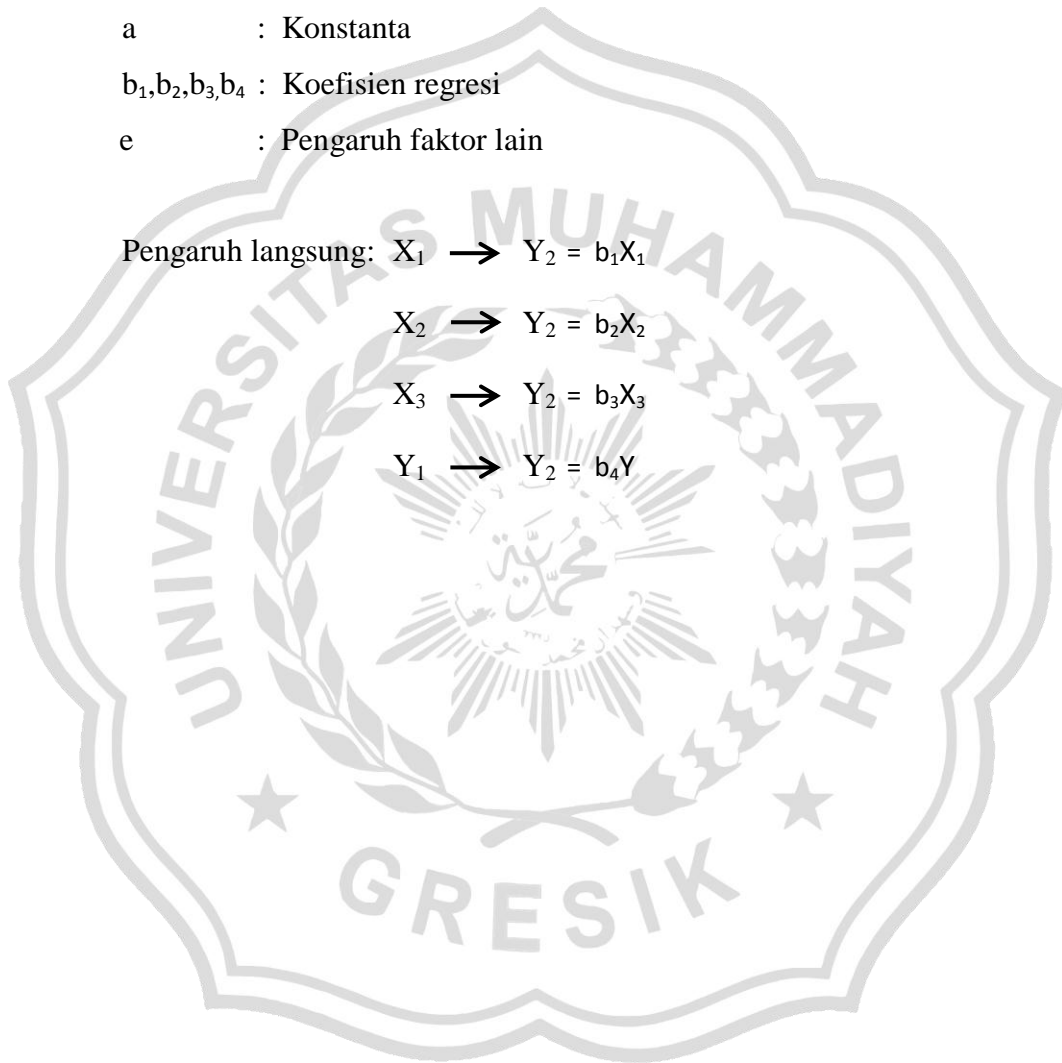 a : Konstanta
b₁,b₂,b₃,b₄ : Koefisien regresi
e : Pengaruh faktor lain
UNIVERSITAS MUHAMMADIYAH
Pengaruh langsung: X₁ → Y₂ = b₁X₁
X₂ → Y₂ = b₂X₂
X₃ → Y₂ = b₃X₃
Y₁ → Y₂ = b₄Y
GRESIK